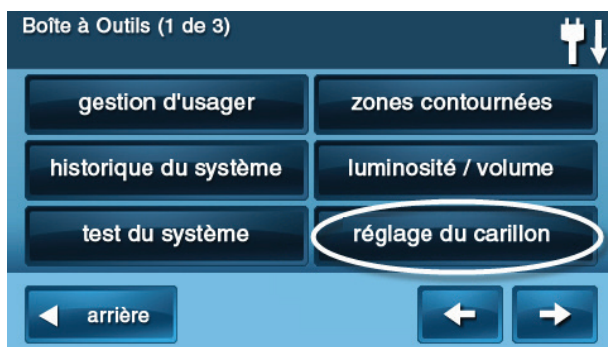 Boîte à Outils (1 de 3)
gestion d'usager
zones contournées
historique du système
luminosité / volume
test du système
réglage du carillon
arrière